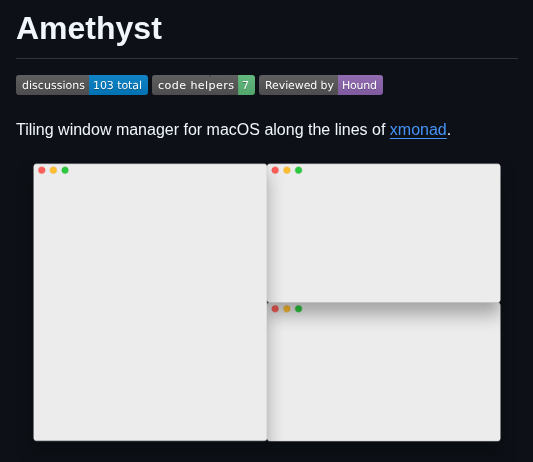 Amethyst
discussions 103 total code helpers 7 Reviewed by Hound
Tiling window manager for macOS along the lines of xmonad.